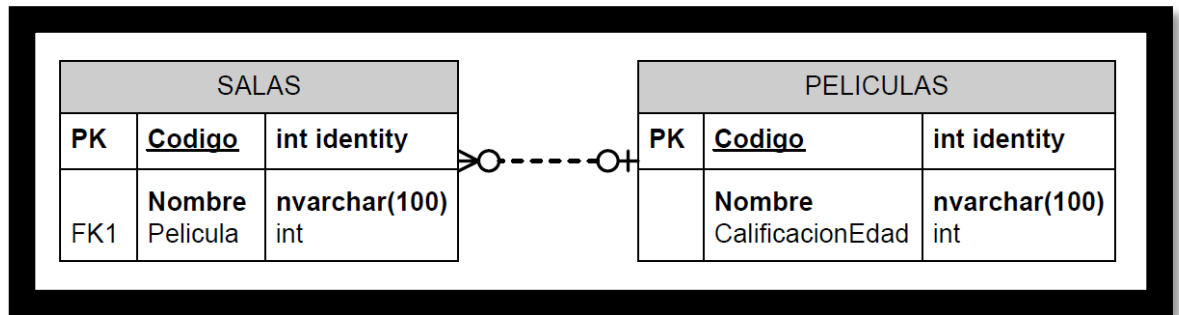 SALAS
PK Codigo int identity
Nombre nvarchar(100)
FK1 Pelicula int
PELICULAS
PK Codigo int identity
Nombre nvarchar(100)
CalificacionEdad int